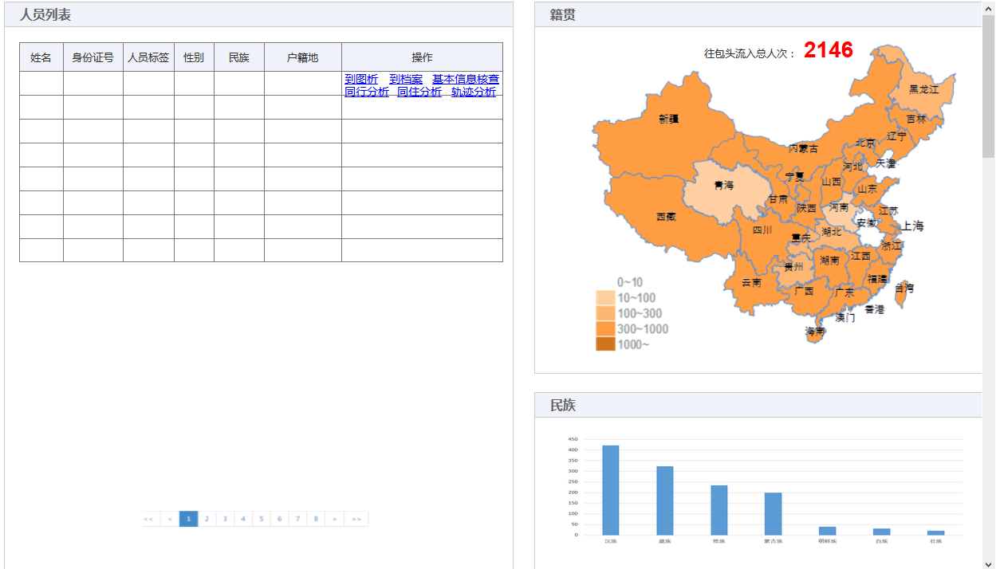 人员列表
姓名 身份证号 人员标签 性别 民族 户籍地 操作
到图析 到档案 基本信息核查
同行分析 同住分析 轨迹分析
<< < 1 2 3 4 5 6 7 8 > >>
籍贯
往包头流入总人次： 2146
黑龙江
吉林
辽宁
新疆
内蒙古
北京
天津
河北
宁夏
山西
山东
青海
甘肃
陕西
河南
江苏
西藏
安徽
上海
四川
重庆
湖北
浙江
贵州
湖南
江西
云南
福建
广西
广东
台湾
香港
澳门
海南
0~10
10~100
100~300
300~1000
1000~
民族
450
400
350
300
250
200
150
100
50
0
汉族 藏族 维族 蒙古族 朝鲜族 白族 壮族